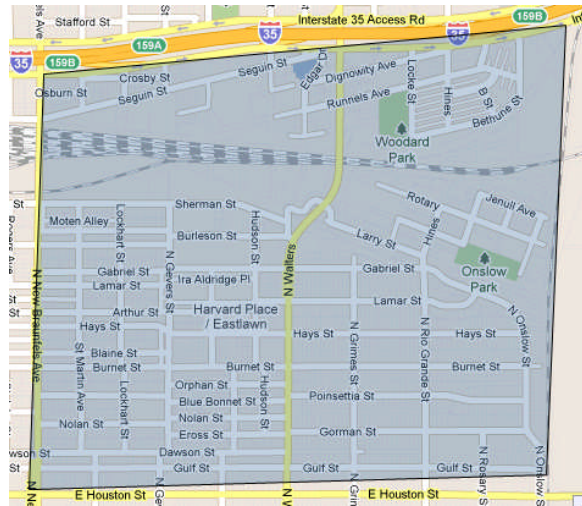 Stafford St
Interstate 35 Access Rd
159B
35
159A
35
35
159B
Crosby St
Osburn St
Seguin St
Seguin St
Edgar
Dignowity Ave
Runnels Ave
Locke St
Hines
B St
Bethune St
Woodard
Park
Rotary
Jenull Ave
Moten Alley
Lockhart St
Sherman St
Hudson St
Burleson St
Larry St
Hines
Onslow
Park
N New Braunfels Ave
N Gevers St
N Walters
Gabriel St
Lamar St
Ira Aldridge Pl
Gabriel St
Lamar St
Arthur St
Hays St
Harvard Place
/ Eastlawn
Hays St
Hays St
N Onslow St
Blaine St
Burnet St
St Martin Ave
Lockhart St
Burnet St
Hudson St
N Grimes St
N Rio Grande St
Burnet St
Orphan St
Blue Bonnet St
Poinsettia St
Nolan St
Nolan St
Eross St
Gorman St
Dawson St
Gulf St
Gulf St
Gulf St
N Rosary St
N Onslow St
E Houston St
E Houston St